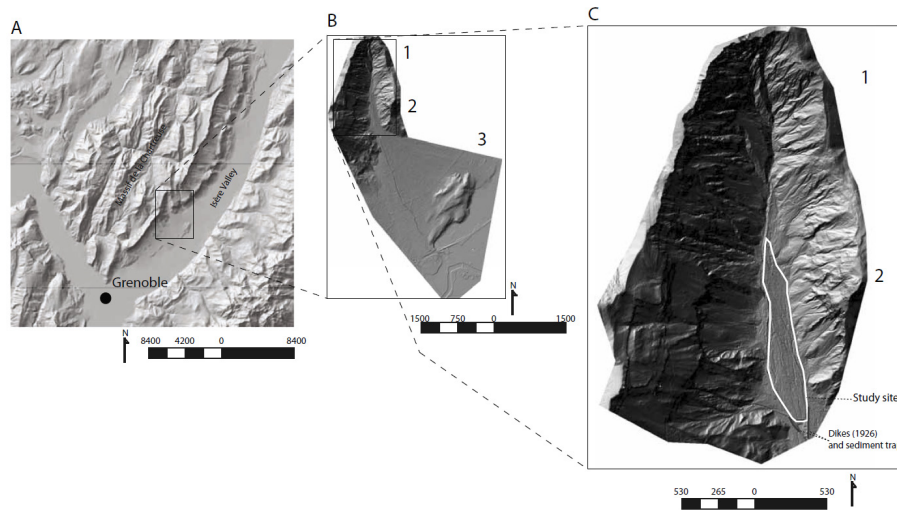 A
B
C
1
2
3
1
2
Isère Valley
Grenoble
Study site
Dikes (1926)
and sediment trap
N
8400 4200 0 8400
N
1500 750 0 1500
N
530 265 0 530